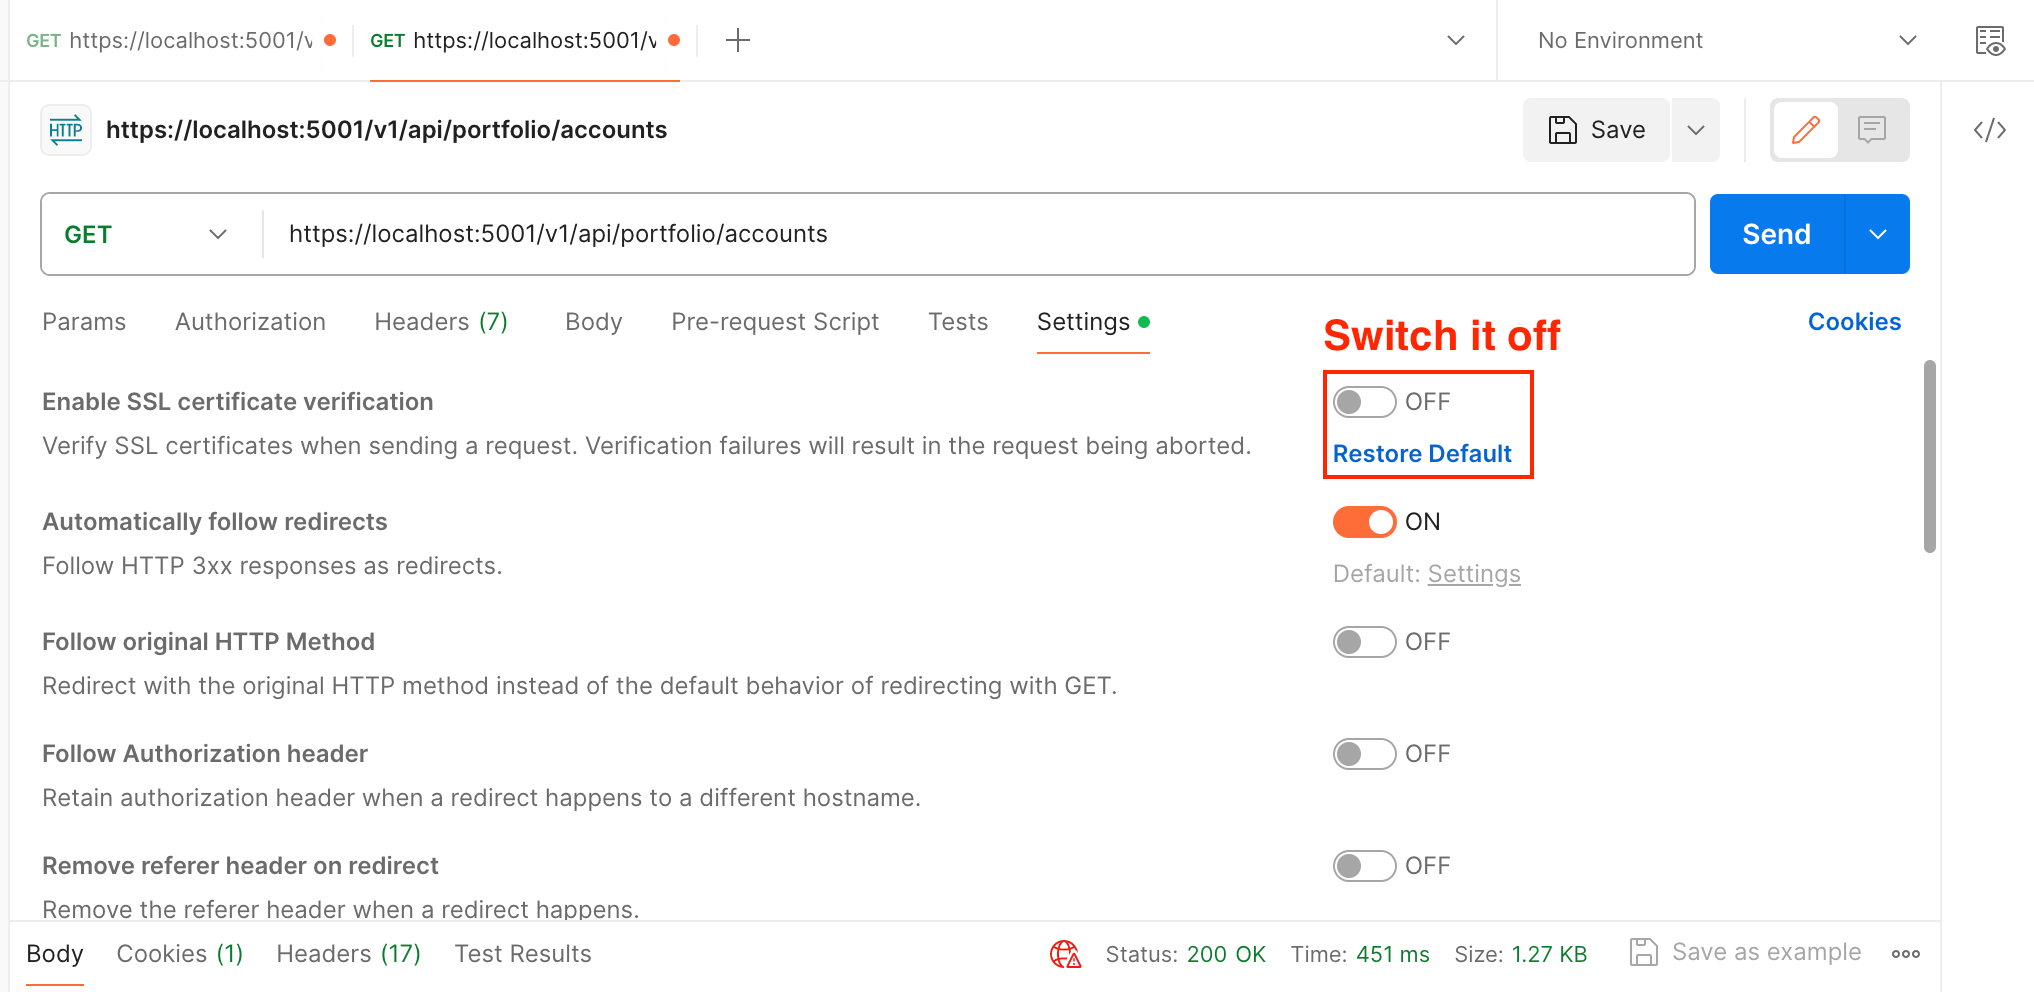 GET https://localhost:5001/v GET https://localhost:5001/v No Environment
HTTP https://localhost:5001/v1/api/portfolio/accounts Save
GET https://localhost:5001/v1/api/portfolio/accounts Send
Params Authorization Headers (7) Body Pre-request Script Tests Settings Cookies
Switch it off
Enable SSL certificate verification OFF
Verify SSL certificates when sending a request. Verification failures will result in the request being aborted. Restore Default
Automatically follow redirects ON
Follow HTTP 3xx responses as redirects. Default: Settings
Follow original HTTP Method OFF
Redirect with the original HTTP method instead of the default behavior of redirecting with GET.
Follow Authorization header OFF
Retain authorization header when a redirect happens to a different hostname.
Remove referer header on redirect OFF
Remove the referer header when a redirect happens.
Body Cookies (1) Headers (17) Test Results Status: 200 OK Time: 451 ms Size: 1.27 KB Save as example